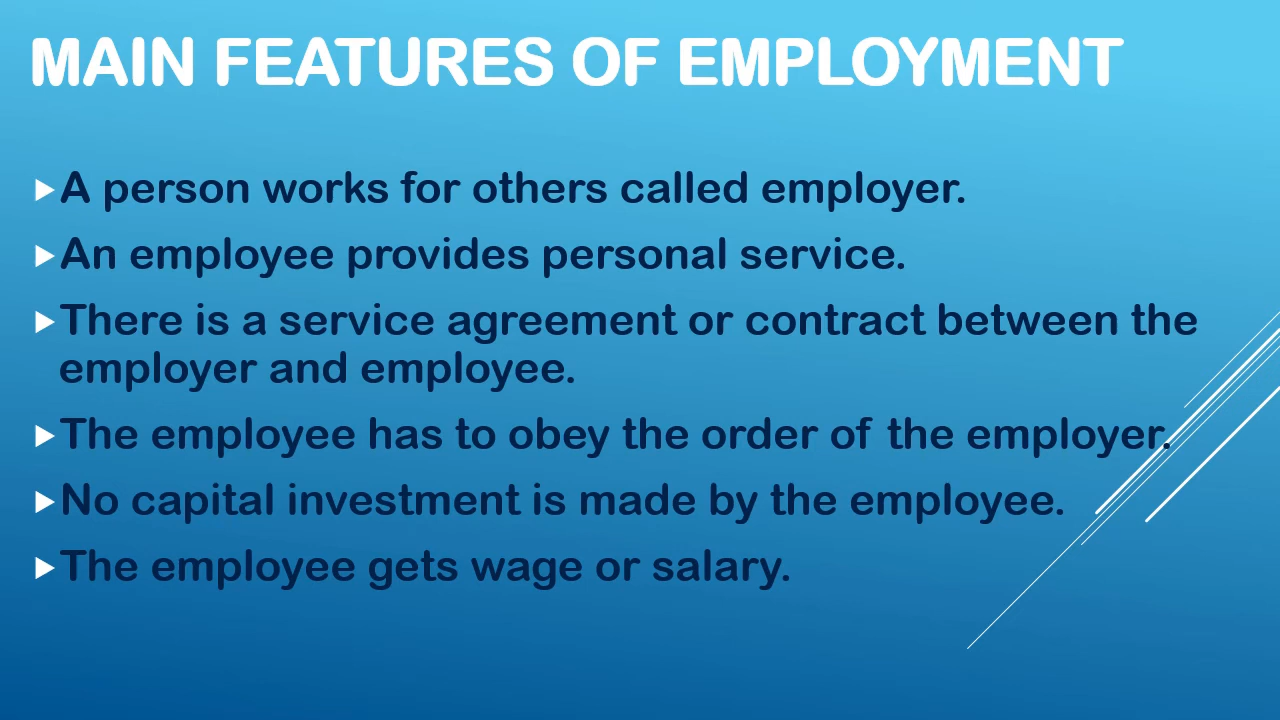 MAIN FEATURES OF EMPLOYMENT
A person works for others called employer.
An employee provides personal service.
There is a service agreement or contract between the
employer and employee.
The employee has to obey the order of the employer.
No capital investment is made by the employee.
The employee gets wage or salary.